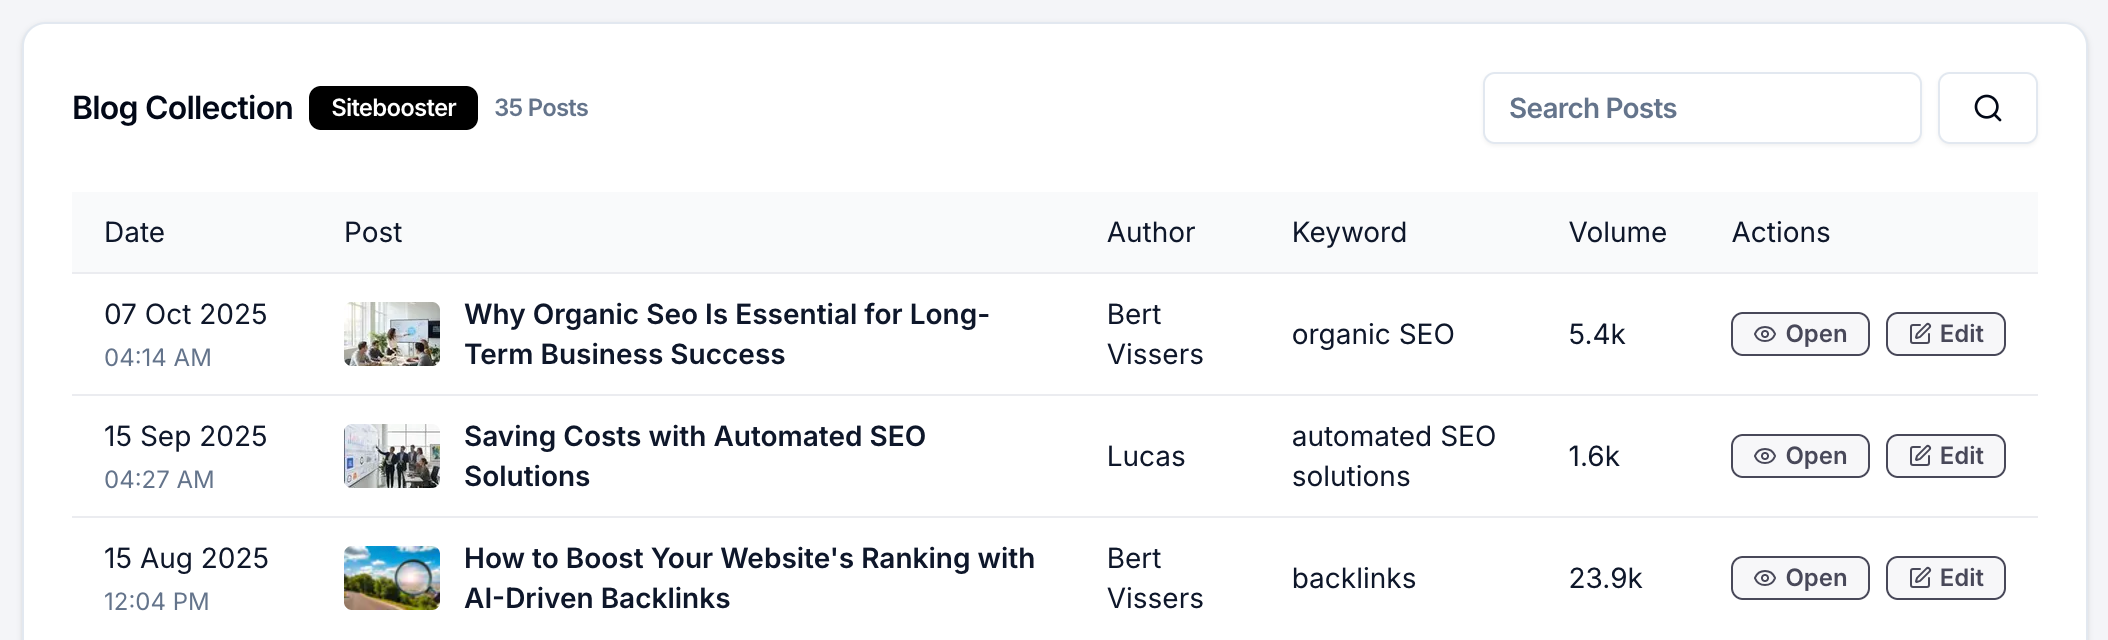 Blog Collection Sitebooster 35 Posts Search Posts
Date Post Author Keyword Volume Actions
07 Oct 2025
04:14 AM
Why Organic Seo Is Essential for Long-
Term Business Success
Bert
Vissers
organic SEO
5.4k
Open Edit
15 Sep 2025
04:27 AM
Saving Costs with Automated SEO
Solutions
Lucas
automated SEO
solutions
1.6k
Open Edit
15 Aug 2025
12:04 PM
How to Boost Your Website's Ranking with
AI-Driven Backlinks
Bert
Vissers
backlinks
23.9k
Open Edit